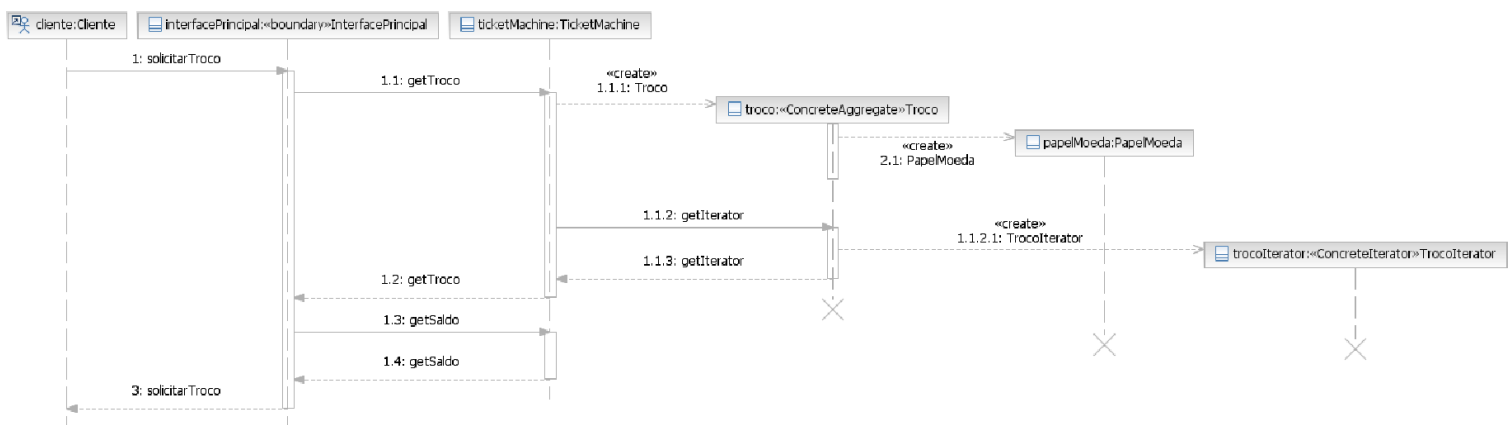 cliente:Cliente
interfacePrincipal:«boundary»InterfacePrincipal
ticketMachine:TicketMachine
1: solicitarTroco
1.1: getTroco
«create»
1.1.1: Troco
troco:«ConcreteAggregate»Troco
«create»
2.1: PapelMoeda
papelMoeda:PapelMoeda
1.1.2: getIterator
«create»
1.1.2.1: TrocoIterator
trocoIterator:«ConcreteIterator»TrocoIterator
1.1.3: getIterator
1.2: getTroco
1.3: getSaldo
1.4: getSaldo
3: solicitarTroco